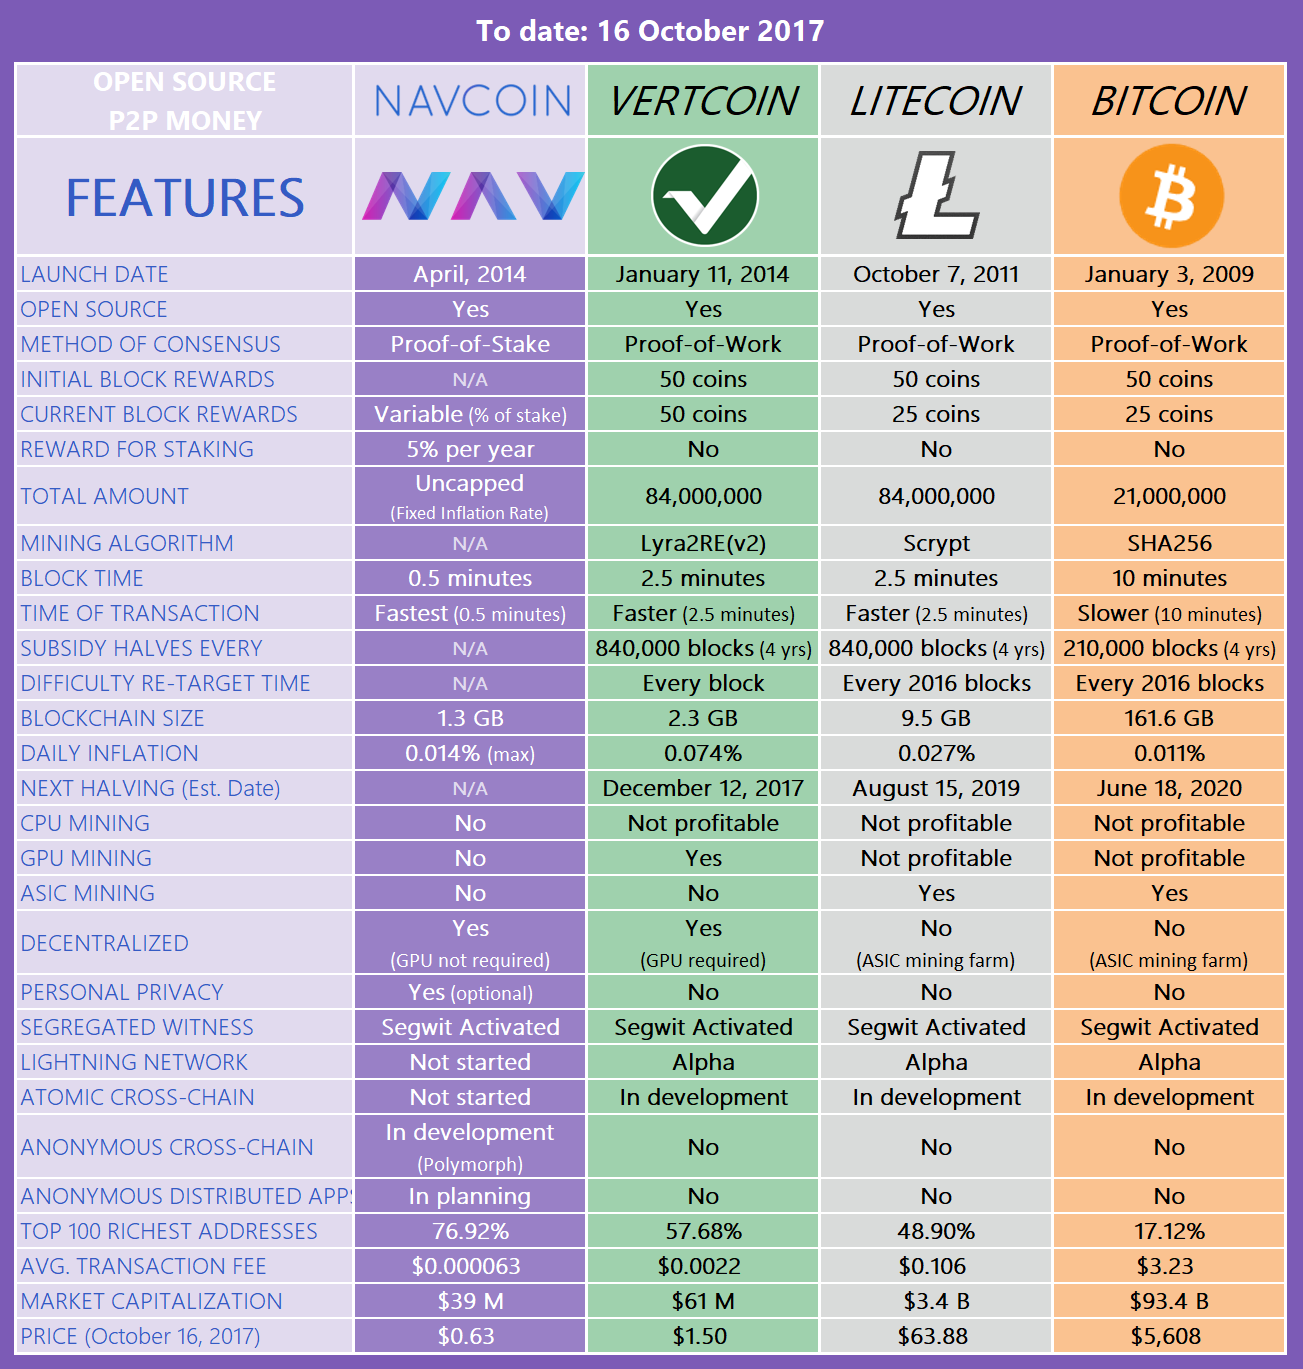 To date: 16 October 2017
OPEN SOURCE
P2P MONEY
NAVCOIN VERTCOIN LITECOIN BITCOIN
FEATURES NAV
LAUNCH DATE April, 2014 January 11, 2014 October 7, 2011 January 3, 2009
OPEN SOURCE Yes Yes Yes Yes
METHOD OF CONSENSUS Proof-of-Stake Proof-of-Work Proof-of-Work Proof-of-Work
INITIAL BLOCK REWARDS N/A 50 coins 50 coins 50 coins
CURRENT BLOCK REWARDS Variable (% of stake) 50 coins 25 coins 25 coins
REWARD FOR STAKING 5% per year No No No
TOTAL AMOUNT Uncapped 84,000,000 84,000,000 21,000,000
(Fixed Inflation Rate)
MINING ALGORITHM N/A Lyra2RE(v2) Scrypt SHA256
BLOCK TIME 0.5 minutes 2.5 minutes 2.5 minutes 10 minutes
TIME OF TRANSACTION Fastest (0.5 minutes) Faster (2.5 minutes) Faster (2.5 minutes) Slower (10 minutes)
SUBSIDY HALVES EVERY N/A 840,000 blocks (4 yrs) 840,000 blocks (4 yrs) 210,000 blocks (4 yrs)
DIFFICULTY RE-TARGET TIME N/A Every block Every 2016 blocks Every 2016 blocks
BLOCKCHAIN SIZE 1.3 GB 2.3 GB 9.5 GB 161.6 GB
DAILY INFLATION 0.014% (max) 0.074% 0.027% 0.011%
NEXT HALVING (Est. Date) N/A December 12, 2017 August 15, 2019 June 18, 2020
CPU MINING No Not profitable Not profitable Not profitable
GPU MINING No Yes Not profitable Not profitable
ASIC MINING No No Yes Yes
DECENTRALIZED Yes Yes No No
(GPU not required) (GPU required) (ASIC mining farm) (ASIC mining farm)
PERSONAL PRIVACY Yes (optional) No No No
SEGREGATED WITNESS Segwit Activated Segwit Activated Segwit Activated Segwit Activated
LIGHTNING NETWORK Not started Alpha Alpha Alpha
ATOMIC CROSS-CHAIN Not started In development In development In development
ANONYMOUS CROSS-CHAIN In development No No No
(Polymorph)
ANONYMOUS DISTRIBUTED APPS In planning No No No
TOP 100 RICHEST ADDRESSES 76.92% 57.68% 48.90% 17.12%
AVG. TRANSACTION FEE $0.000063 $0.0022 $0.106 $3.23
MARKET CAPITALIZATION $39 M $61 M $3.4 B $93.4 B
PRICE (October 16, 2017) $0.63 $1.50 $63.88 $5,608